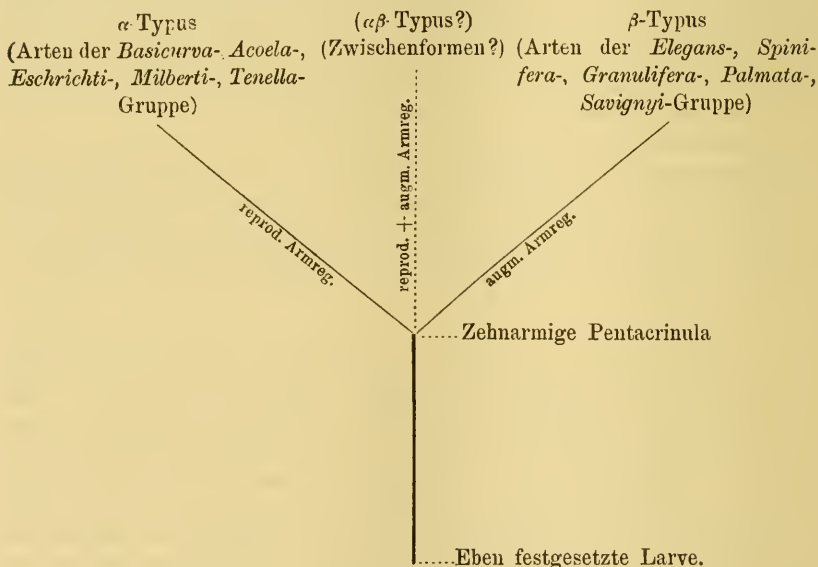 α-Typus
(Arten der Basicurva- Acoela-,
Eschrichti-, Milberti-, Tenella-
Gruppe)
(αβ-Typus?)
(Zwischenformen?)
β-Typus
(Arten der Elegans-, Spini-
fera-, Granulifera-, Palmata-,
Savignyi-Gruppe)
reprod. Armreg.
reprod. + augm. Armreg.
augm. Armreg.
Zehnarmige Pentacrinula
Eben festgesetzte Larve.